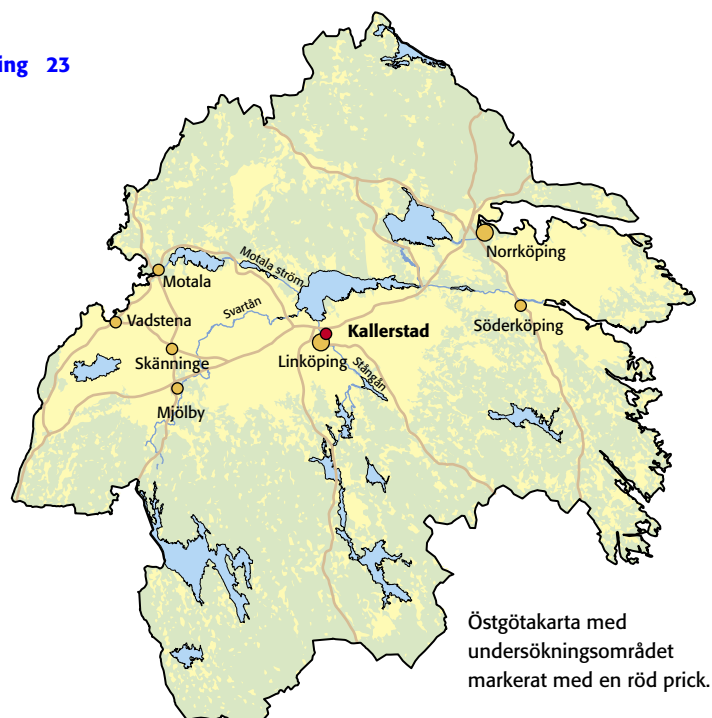 ing 23
Norrköping
Motala ström
Motala
Svartån
Vadstena
Kallerstad
Söderköping
Skänninge
Linköping
Stångån
Mjölby
Östgötakarta med
undersökningsområdet
markerat med en röd prick.